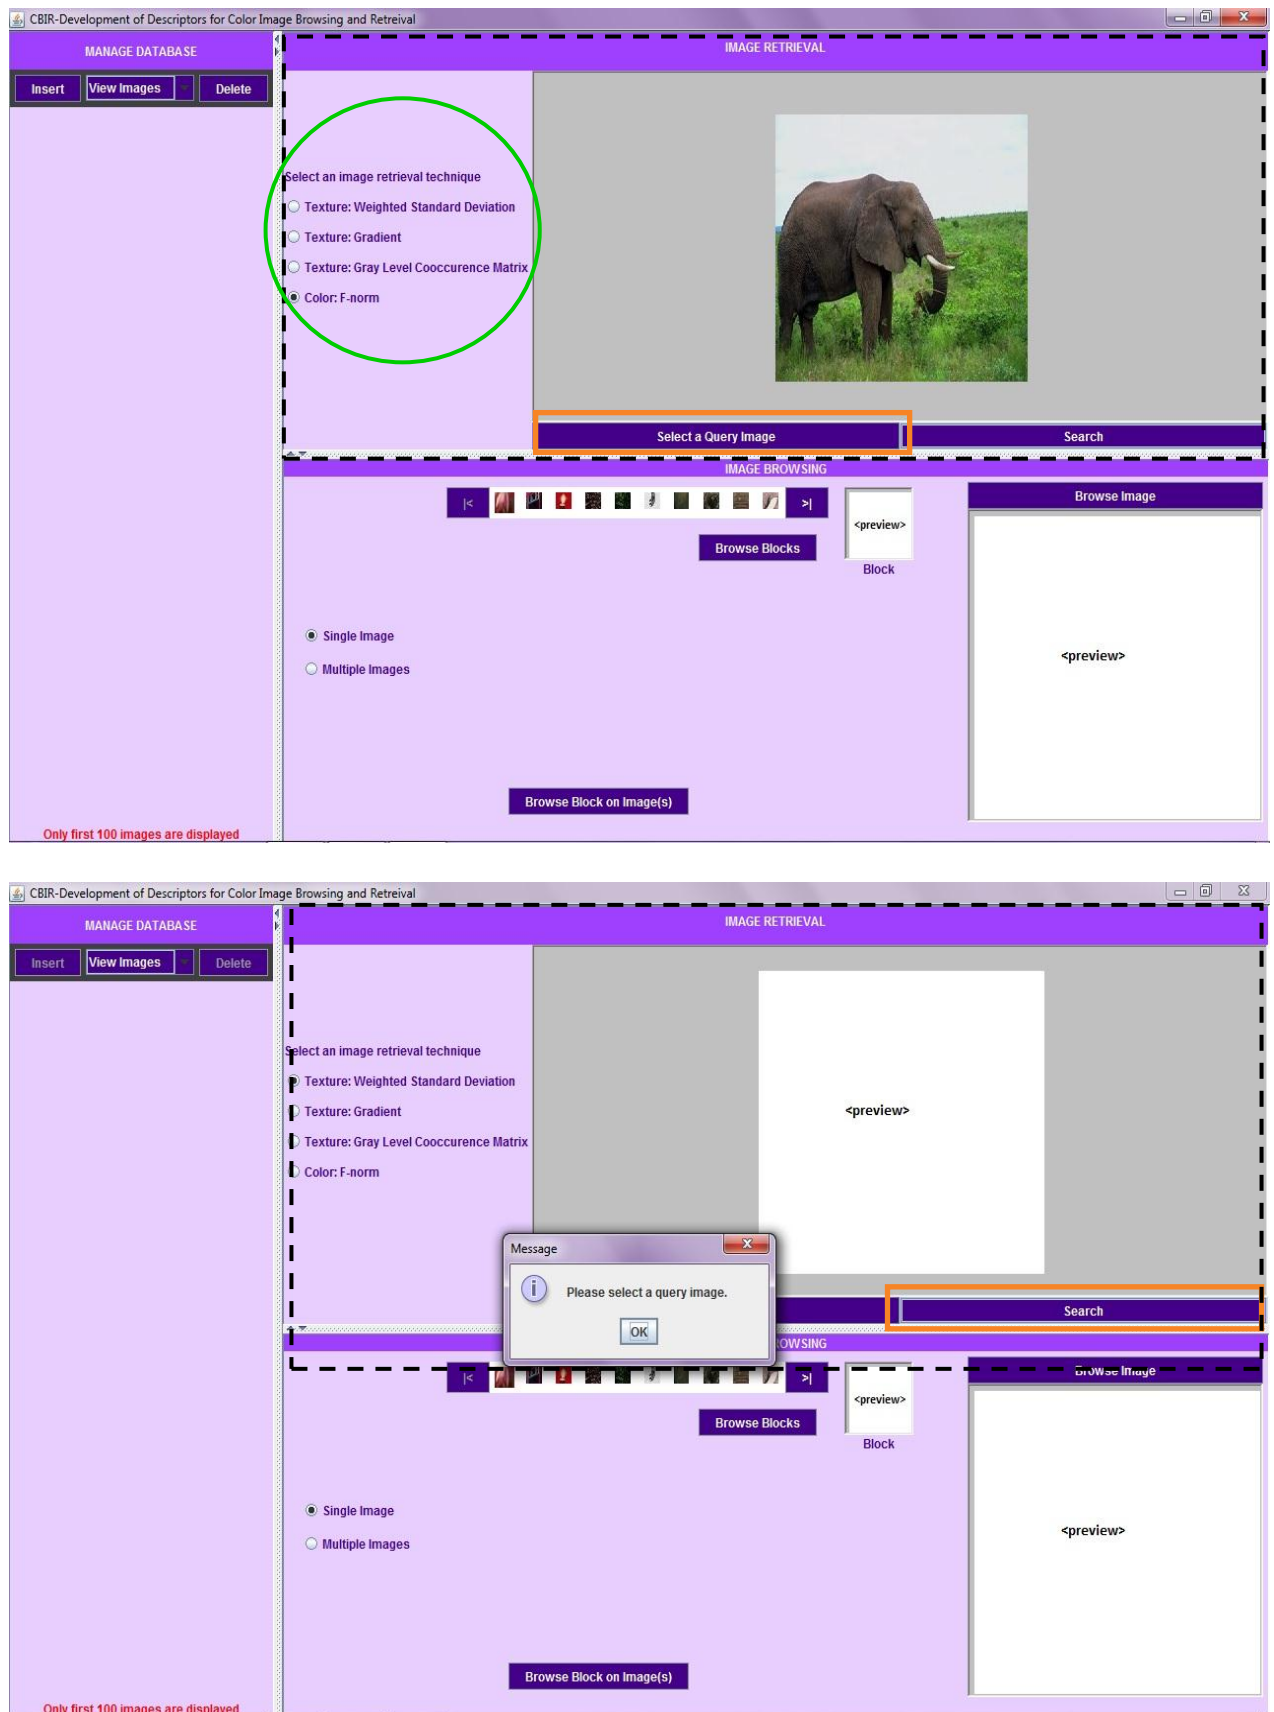 CBIR-Development of Descriptors for Color Image Browsing and Retreival
MANAGE DATABASE
IMAGE RETRIEVAL
Insert
View Images
Delete
Select an image retrieval technique
Texture: Weighted Standard Deviation
Texture: Gradient
Texture: Gray Level Cooccurence Matrix
Color: F-norm
Select a Query Image
Search
IMAGE BROWSING
|<
>|
<preview>
Browse Image
Browse Blocks
Block
Single Image
Multiple Images
<preview>
Browse Block on Image(s)
Only first 100 images are displayed
CBIR-Development of Descriptors for Color Image Browsing and Retreival
MANAGE DATABASE
IMAGE RETRIEVAL
Insert
View Images
Delete
Select an image retrieval technique
Texture: Weighted Standard Deviation
Texture: Gradient
Texture: Gray Level Cooccurence Matrix
Color: F-norm
<preview>
Message
Please select a query image.
OK
Search
OWSING
|<
>|
<preview>
Browse Image
Browse Blocks
Block
Single Image
Multiple Images
<preview>
Browse Block on Image(s)
Only first 100 images are displayed